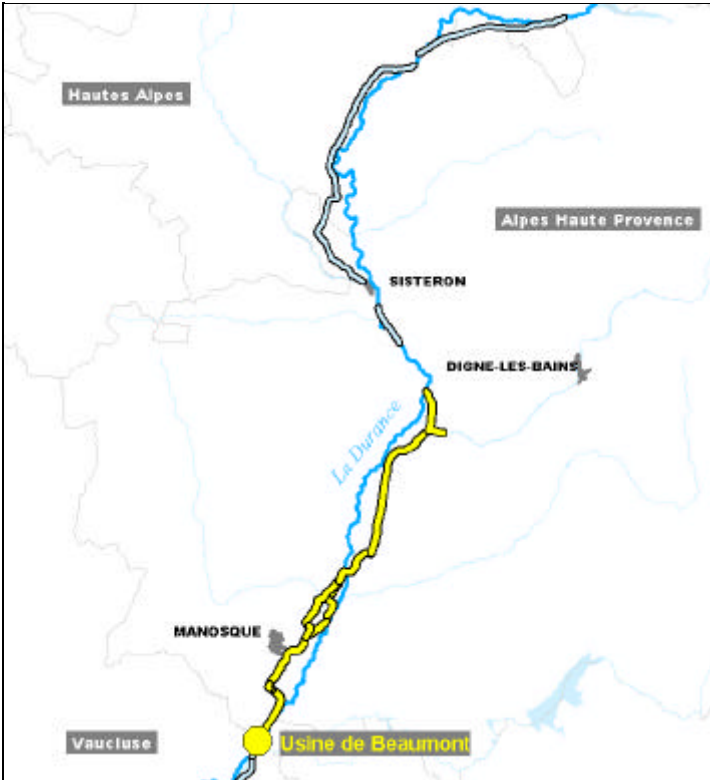 Hautes Alpes
Alpes Haute Provence
SISTERON
DIGNE-LES-BAINS
La Durance
MANOSQUE
Vaucluse
Usine de Beaumont